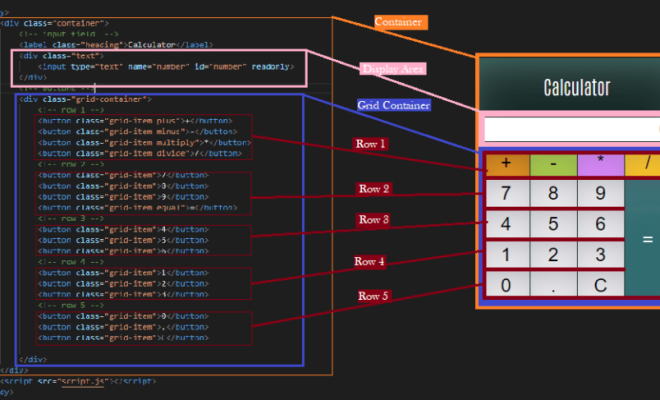 y>
<div class="container">
<!-- input field -->
<label class="heading">Calculator</label>
<div class="text">
<input type="text" name="number" id="number" readonly>
</div>
<!-- buttons -->
<div class="grid-container">
<!-- row 1 -->
<button class="grid-item plus">+</button>
<button class="grid-item minus">-</button>
<button class="grid-item multiply">*</button>
<button class="grid-item divide">/</button>
<!-- row 2 -->
<button class="grid-item">7</button>
<button class="grid-item">8</button>
<button class="grid-item">9</button>
<button class="grid-item equal">=</button>
<!-- row 3 -->
<button class="grid-item">4</button>
<button class="grid-item">5</button>
<button class="grid-item">6</button>
<!-- row 4 -->
<button class="grid-item">1</button>
<button class="grid-item">2</button>
<button class="grid-item">3</button>
<!-- row 5 -->
<button class="grid-item">0</button>
<button class="grid-item">.</button>
<button class="grid-item">C</button>
</div>
</div>
<script src="script.js"></script>
cy>
Container
Display Area
Grid Container
Row 1
Row 2
Row 3
Row 4
Row 5
Calculator
+ - * /
7 8 9
4 5 6 =
1 2 3
0 . C